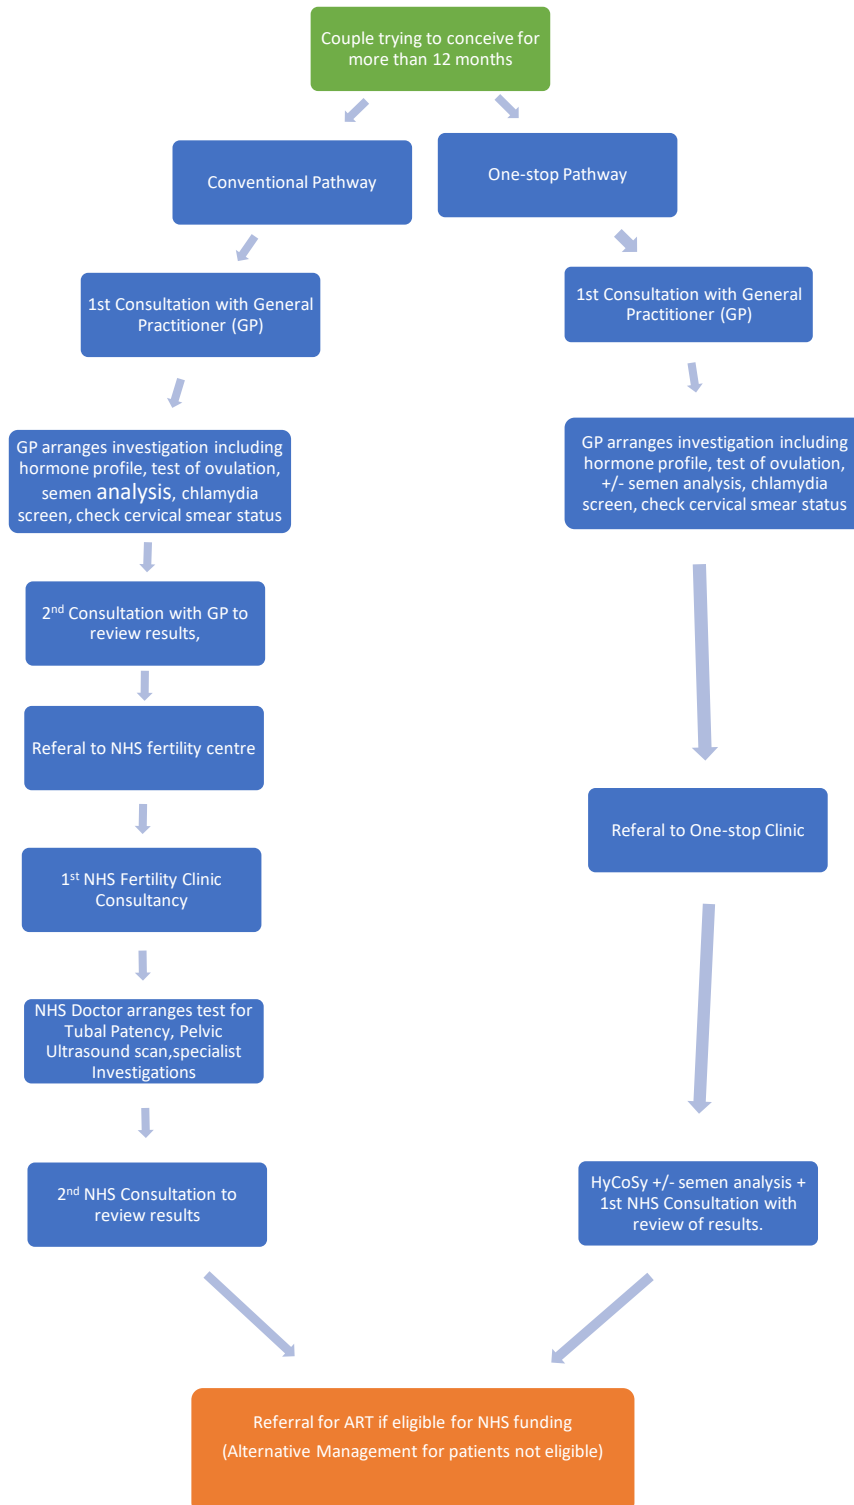 Couple trying to conceive for
more than 12 months
Conventional Pathway
One-stop Pathway
1st Consultation with General
Practitioner (GP)
1st Consultation with General
Practitioner (GP)
GP arranges investigation including
hormone profile, test of ovulation,
semen analysis, chlamydia
screen, check cervical smear status
GP arranges investigation including
hormone profile, test of ovulation,
+/- semen analysis, chlamydia
screen, check cervical smear status
2nd Consultation with GP to
review results,
Referal to NHS fertility centre
Referal to One-stop Clinic
1st NHS Fertility Clinic
Consultancy
NHS Doctor arranges test for
Tubal Patency, Pelvic
Ultrasound scan,specialist
Investigations
2nd NHS Consultation to
review results
HyCoSy +/- semen analysis +
1st NHS Consultation with
review of results.
Referral for ART if eligible for NHS funding
(Alternative Management for patients not eligible)